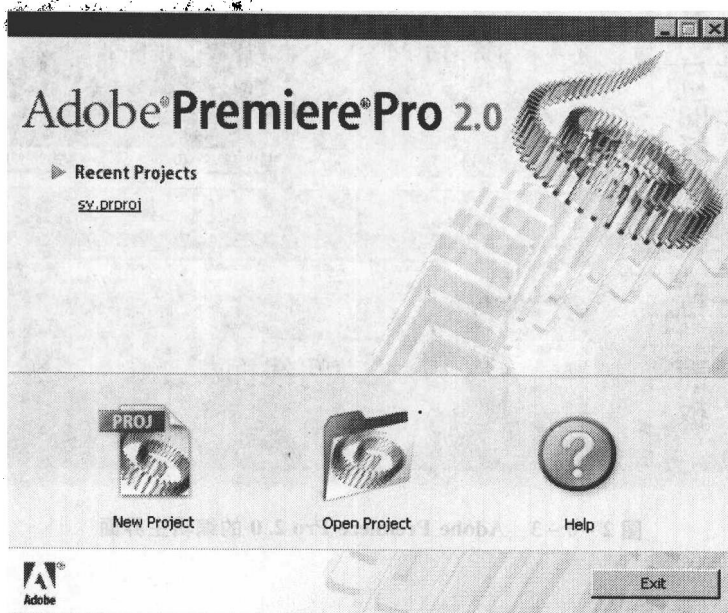 Adobe® Premiere® Pro 2.0
Recent Projects
sv.prproj
PROJ
New Project
Open Project
?
Help
Adobe®
Exit